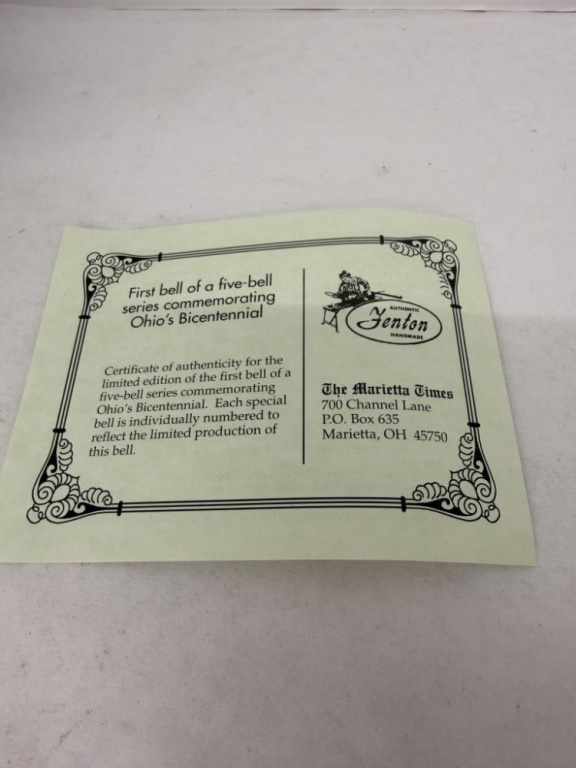 First bell of a five-bell
series commemorating
Ohio's Bicentennial
Certificate of authenticity for the
limited edition of the first bell of a
five-bell series commemorating
Ohio's Bicentennial. Each special
bell is individually numbered to
reflect the limited production of
this bell.
AUTHENTIC
Fenton
HANDMADE
The Marietta Times
700 Channel Lane
P.O. Box 635
Marietta, OH 45750